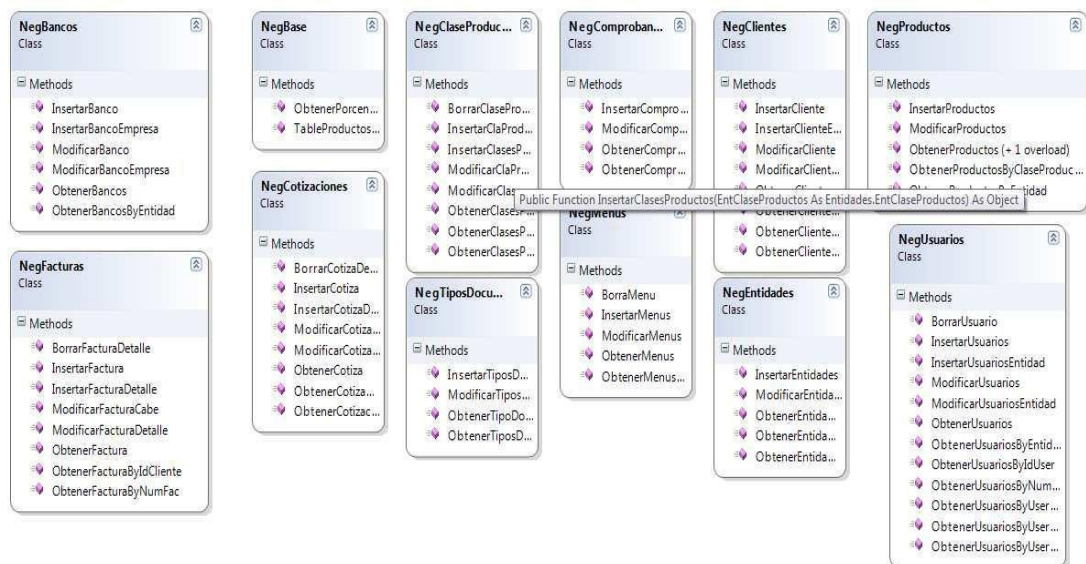 NegBancos
Class
Methods
InsertarBanco
InsertarBancoEmpresa
ModificarBanco
ModificarBancoEmpresa
ObtenerBancos
ObtenerBancosByEntidad
NegFacturas
Class
Methods
BorrarFacturaDetalle
InsertarFactura
InsertarFacturaDetalle
ModificarFacturaCabe
ModificarFacturaDetalle
ObtenerFactura
ObtenerFacturaByIdCliente
ObtenerFacturaByNumFac
NegBase
Class
Methods
ObtenerPorcen...
TableProductos...
NegCotizaciones
Class
Methods
BorrarCotizaDe...
InsertarCotiza
InsertarCotizaD...
ModificarCotiza...
ModificarCotiza...
ObtenerCotiza
ObtenerCotiza...
ObtenerCotizac...
NegClaseProduc...
Class
Methods
BorrarClasePro...
InsertarClaProd...
InsertarClasesP...
ModificarClaPr...
ModificarClas
ObtenerClasesP...
ObtenerClasesP...
ObtenerClasesP...
NegTiposDocu...
Class
Methods
InsertarTiposD...
ModificarTipos...
ObtenerTipoDo...
ObtenerTiposD...
NegComproban...
Class
Methods
InsertarCompro...
ModificarComp...
ObtenerCompr...
ObtenerCompr...
Public Function InsertarClasesProductos(EntClaseProductos As Entidades.EntClaseProductos) As Object
NegMenus
Class
Methods
BorraMenu
InsertarMenus
ModificarMenus
ObtenerMenus
ObtenerMenus...
NegClientes
Class
Methods
InsertarCliente
InsertarClienteE...
ModificarCliente
ModificarClient...
ObtenerCliente...
ObtenerCliente...
ObtenerCliente...
NegEntidades
Class
Methods
InsertarEntidades
ModificarEntida...
ObtenerEntida...
ObtenerEntida...
ObtenerEntida...
NegProductos
Class
Methods
InsertarProductos
ModificarProductos
ObtenerProductos (+ 1 overload)
ObtenerProductosByClaseProduc...
NegUsuarios
Class
Methods
BorrarUsuario
InsertarUsuarios
InsertarUsuariosEntidad
ModificarUsuarios
ModificarUsuariosEntidad
ObtenerUsuarios
ObtenerUsuariosByEntid...
ObtenerUsuariosByIdUser
ObtenerUsuariosByNum...
ObtenerUsuariosByUser...
ObtenerUsuariosByUser...
ObtenerUsuariosByUser...